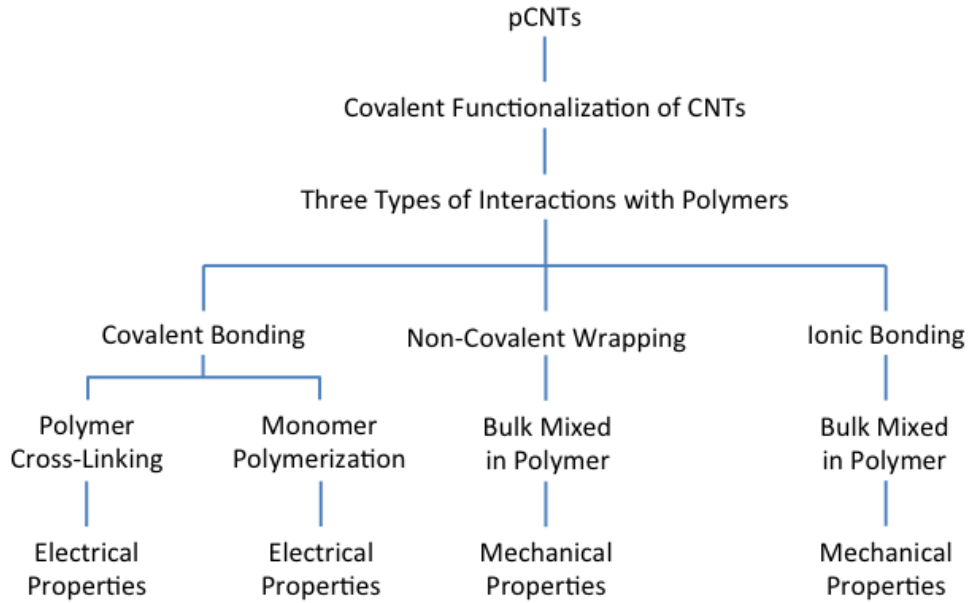 pCNTs
Covalent Functionalization of CNTs
Three Types of Interactions with Polymers
Covalent Bonding
Non-Covalent Wrapping
Ionic Bonding
Polymer
Cross-Linking
Monomer
Polymerization
Bulk Mixed
in Polymer
Bulk Mixed
in Polymer
Electrical
Properties
Electrical
Properties
Mechanical
Properties
Mechanical
Properties